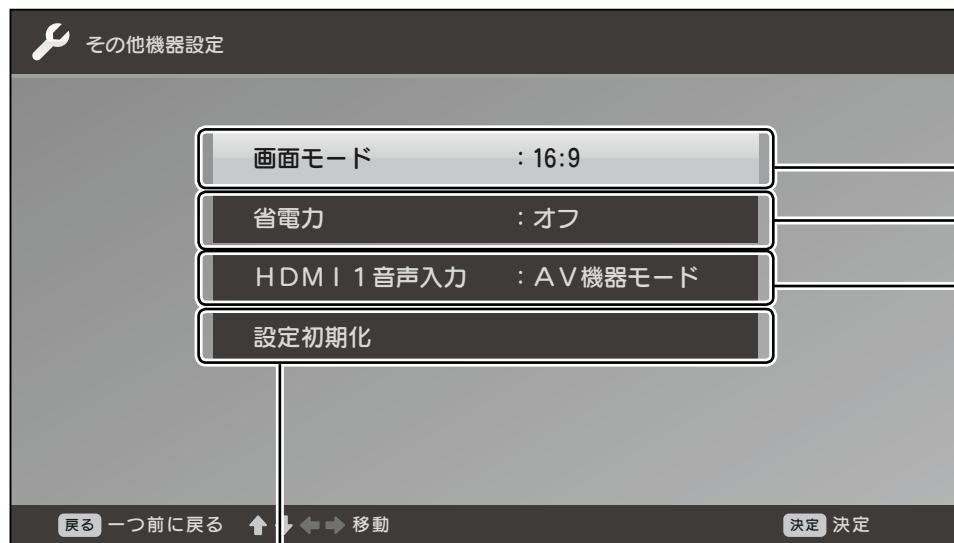 その他機器設定
画面モード :16:9
省電力 :オフ
HDMI1音声入力 :AV機器モード
設定初期化
戻る 一つ前に戻る 移動 決定 決定